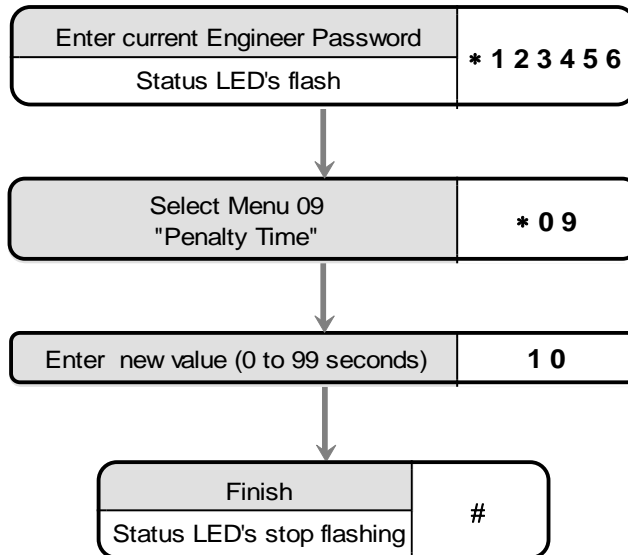 Enter current Engineer Password
Status LED's flash
* 1 2 3 4 5 6
Select Menu 09
"Penalty Time"
* 0 9
Enter new value (0 to 99 seconds)
1 0
Finish
Status LED's stop flashing
#